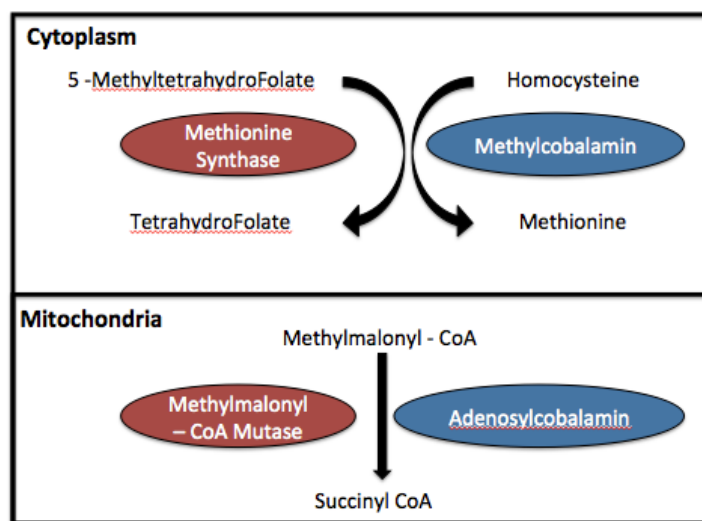 Cytoplasm
5 -MethyltetrahydroFolate
Homocysteine
Methionine
Synthase
Methylcobalamin
TetrahydroFolate
Methionine
Mitochondria
Methylmalonyl - CoA
Methylmalonyl
– CoA Mutase
Adenosylcobalamin
Succinyl CoA